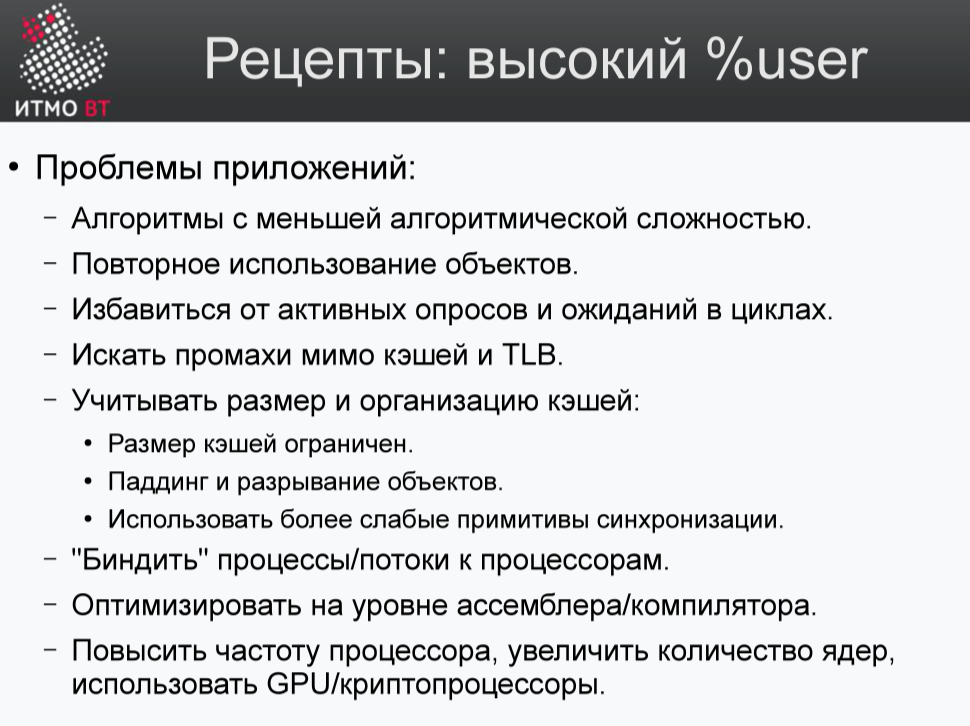 ИТМО ВТ
Рецепты: высокий %user
• Проблемы приложений:
– Алгоритмы с меньшей алгоритмической сложностью.
– Повторное использование объектов.
– Избавиться от активных опросов и ожиданий в циклах.
– Искать промахи мимо кэшей и TLB.
– Учитывать размер и организацию кэшей:
• Размер кэшей ограничен.
• Паддинг и разрывание объектов.
• Использовать более слабые примитивы синхронизации.
– "Биндить" процессы/потоки к процессорам.
– Оптимизировать на уровне ассемблера/компилятора.
– Повысить частоту процессора, увеличить количество ядер,
использовать GPU/криптопроцессоры.